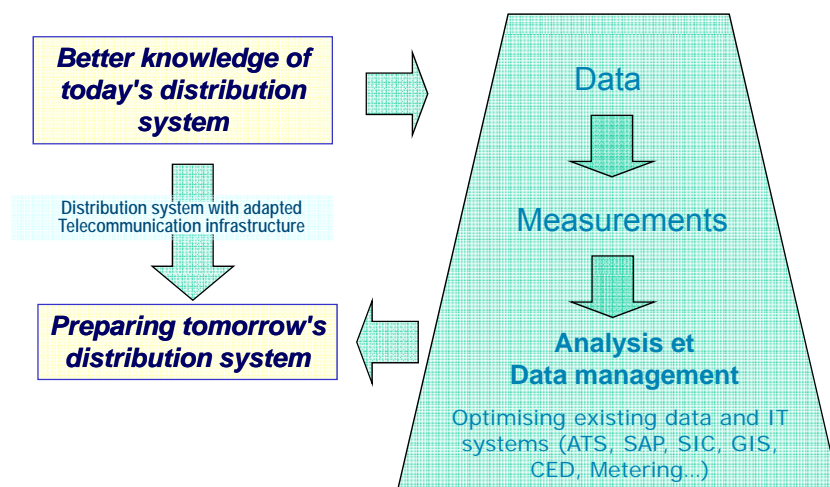 Better knowledge of
today's distribution
system
Distribution system with adapted
Telecommunication infrastructure
Preparing tomorrow's
distribution system
Data
Measurements
Analysis et
Data management
Optimising existing data and IT
systems (ATS, SAP, SIC, GIS,
CED, Metering...)